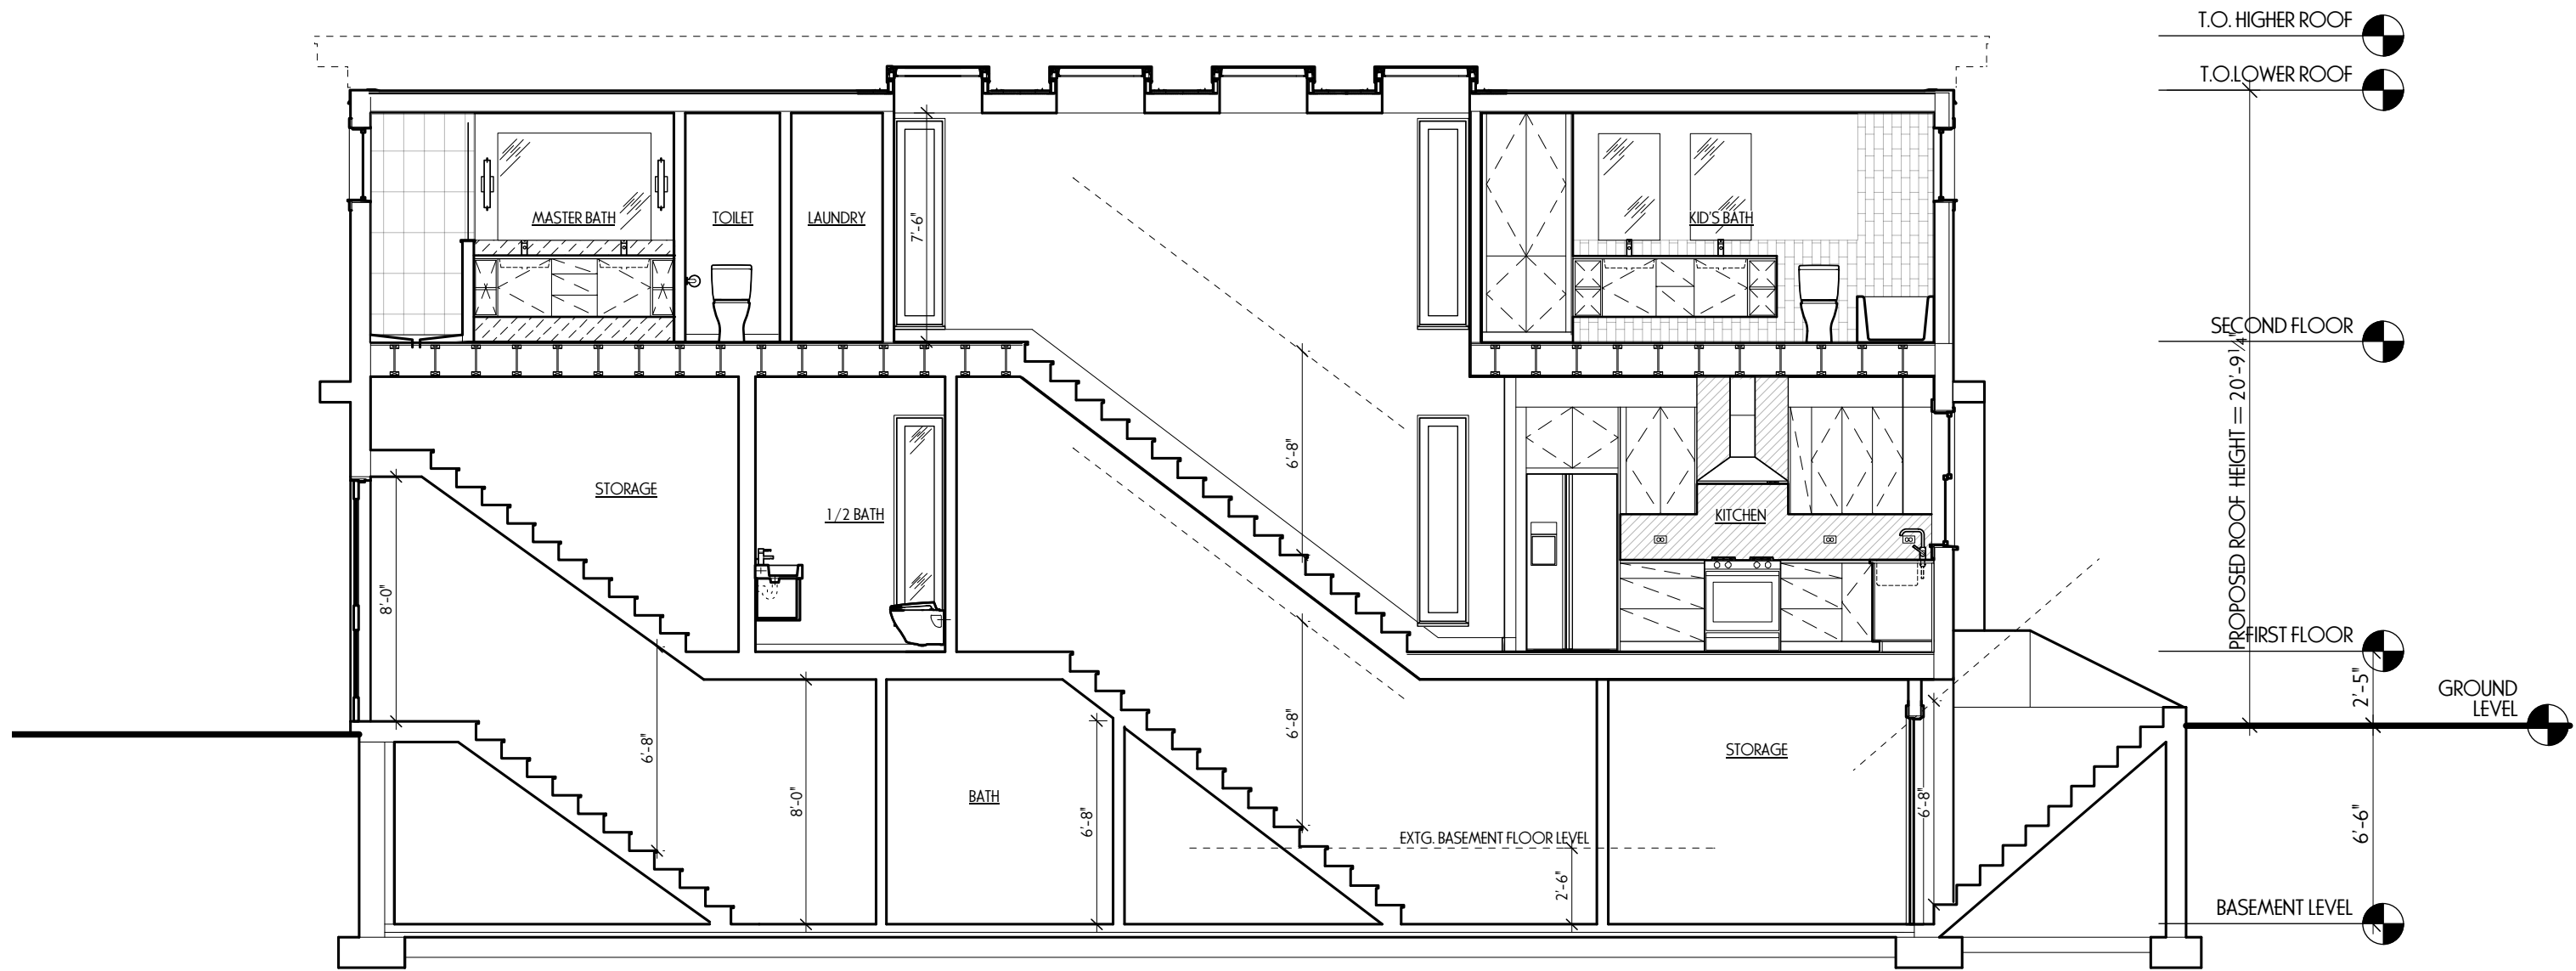 T.O. HIGHER ROOF
T.O.LOWER ROOF
MASTER BATH
TOILET
LAUNDRY
7'-6"
KID'S BATH
SECOND FLOOR
PROPOSED ROOF HEIGHT = 20'-9 1/4"
STORAGE
1/2 BATH
6'-8"
KITCHEN
8'-0"
FIRST FLOOR
2'-5"
GROUND
LEVEL
6'-8"
8'-0"
BATH
6'-8"
6'-8"
EXTG. BASEMENT FLOOR LEVEL
2'-6"
STORAGE
6'-8"
6'-6"
BASEMENT LEVEL